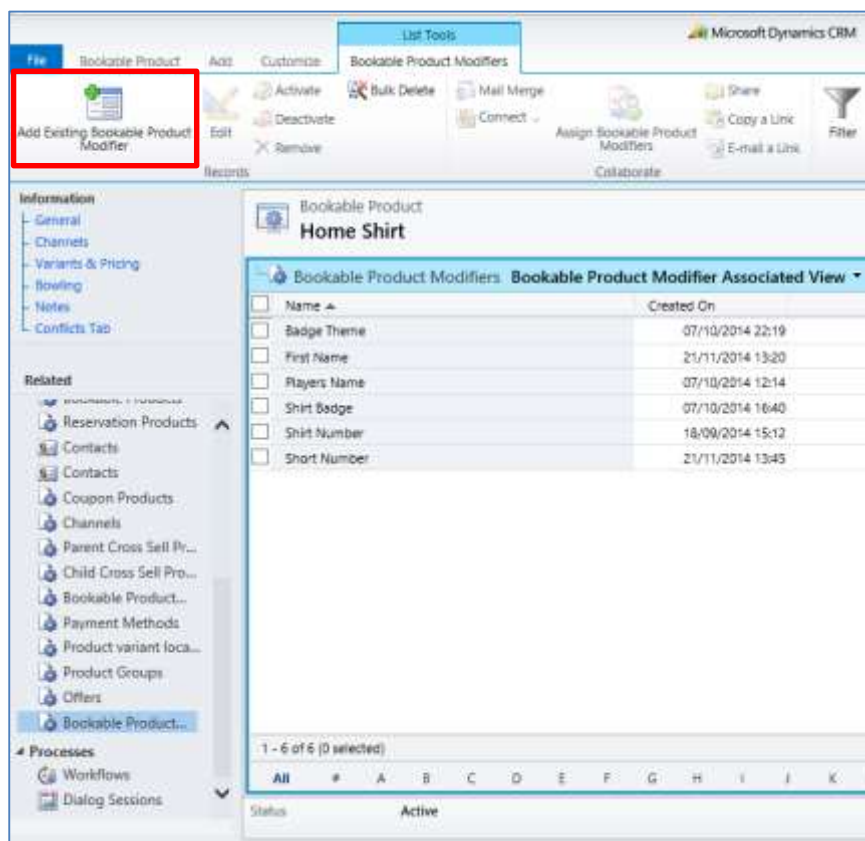 List Tools
Microsoft Dynamics CRM
File Bookable Product Add Customize Bookable Product Modifiers
Add Existing Bookable Product Modifier
Edit
Activate
Deactivate
Remove
Bulk Delete
Mail Merge
Connect
Assign Bookable Product Modifiers
Share
Copy a Link
E-mail a Link
Filter
Records
Collaborate
Information
General
Channels
Variants & Pricing
Bowling
Notes
Conflicts Tab
Related
Reservation Products
Contacts
Contacts
Coupon Products
Channels
Parent Cross Sell Pr...
Child Cross Sell Pro...
Bookable Product...
Payment Methods
Product variant loca...
Product Groups
Offers
Bookable Product...
Processes
Workflows
Dialog Sessions
Bookable Product
Home Shirt
Bookable Product Modifiers Bookable Product Modifier Associated View
Name Created On
Badge Theme 07/10/2014 22:19
First Name 21/11/2014 13:20
Players Name 07/10/2014 12:14
Shirt Badge 07/10/2014 16:40
Shirt Number 18/09/2014 15:12
Short Number 21/11/2014 13:45
1 - 6 of 6 (0 selected)
All # A B C D E F G H I J K
Status Active